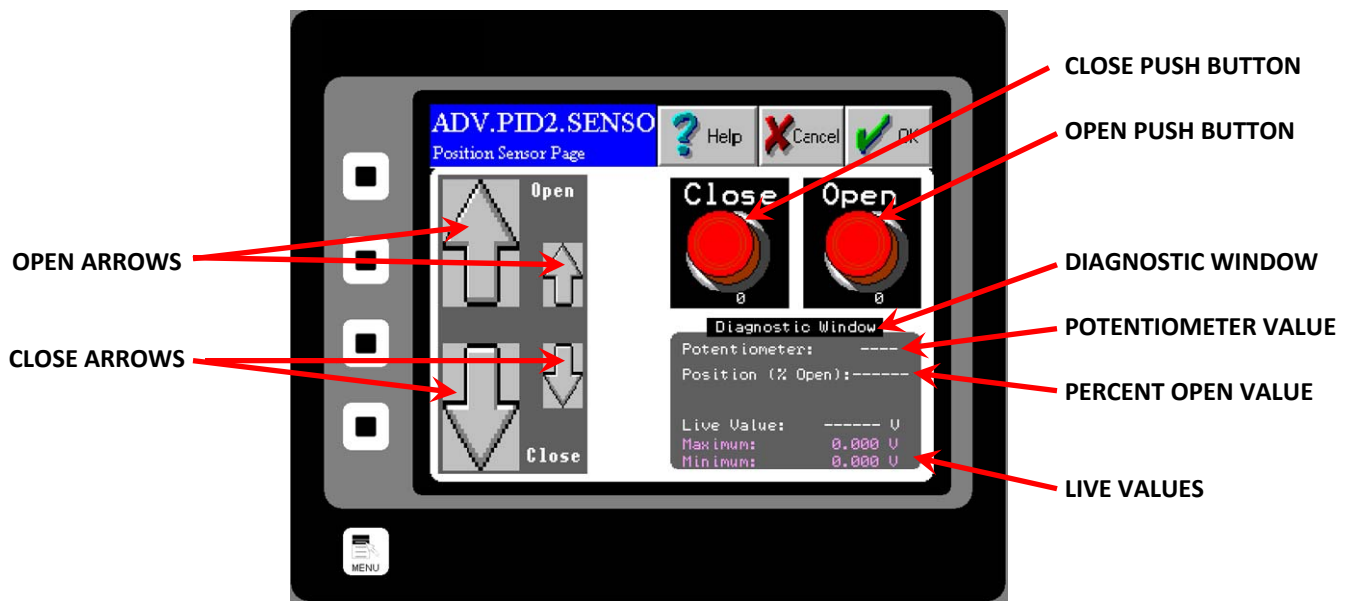 CLOSE PUSH BUTTON
OPEN PUSH BUTTON
ADV.PID2.SENSO
Position Sensor Page
Help
Cancel
OK
Open
Close
Open
0
0
OPEN ARROWS
CLOSE ARROWS
Close
Diagnostic Window
Potentiometer: ----
Position (% Open):------
Live Value: ------ V
Maximum: 0.000 V
Minimum: 0.000 V
DIAGNOSTIC WINDOW
POTENTIOMETER VALUE
PERCENT OPEN VALUE
LIVE VALUES
MENU